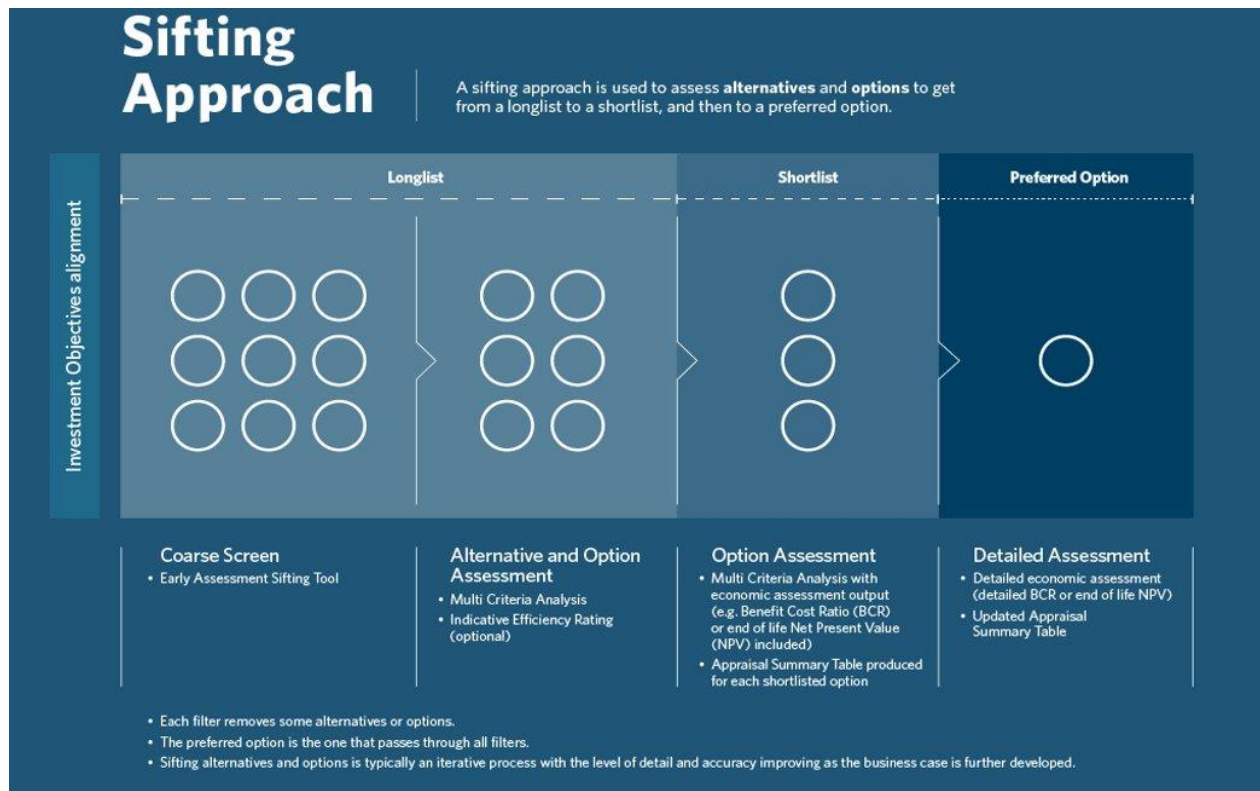 Sifting
Approach
A sifting approach is used to assess alternatives and options to get
from a longlist to a shortlist, and then to a preferred option.
Investment Objectives alignment
Longlist
Shortlist
Preferred Option
Coarse Screen
• Early Assessment Sifting Tool
Alternative and Option
Assessment
• Multi Criteria Analysis
• Indicative Efficiency Rating
(optional)
Option Assessment
• Multi Criteria Analysis with
economic assessment output
(e.g. Benefit Cost Ratio (BCR)
or end of life Net Present Value
(NPV) included)
• Appraisal Summary Table produced
for each shortlisted option
Detailed Assessment
• Detailed economic assessment
(detailed BCR or end of life NPV)
• Updated Appraisal
Summary Table
• Each filter removes some alternatives or options.
• The preferred option is the one that passes through all filters.
• Sifting alternatives and options is typically an iterative process with the level of detail and accuracy improving as the business case is further developed.